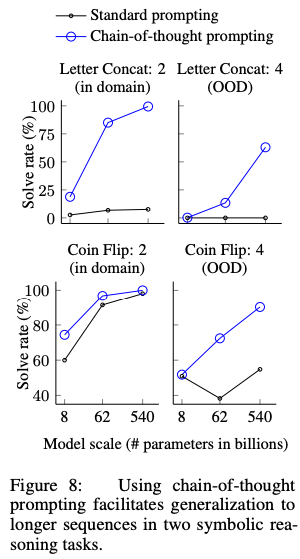 Standard prompting
Chain-of-thought prompting
Letter Concat: 2
(in domain)
Letter Concat: 4
(OOD)
Solve rate (%)
100
75
50
25
0
Coin Flip: 2
(in domain)
Coin Flip: 4
(OOD)
Solve rate (%)
100
80
60
40
8 62 540
8 62 540
Model scale (# parameters in billions)
Figure 8: Using chain-of-thought
prompting facilitates generalization to
longer sequences in two symbolic rea-
soning tasks.